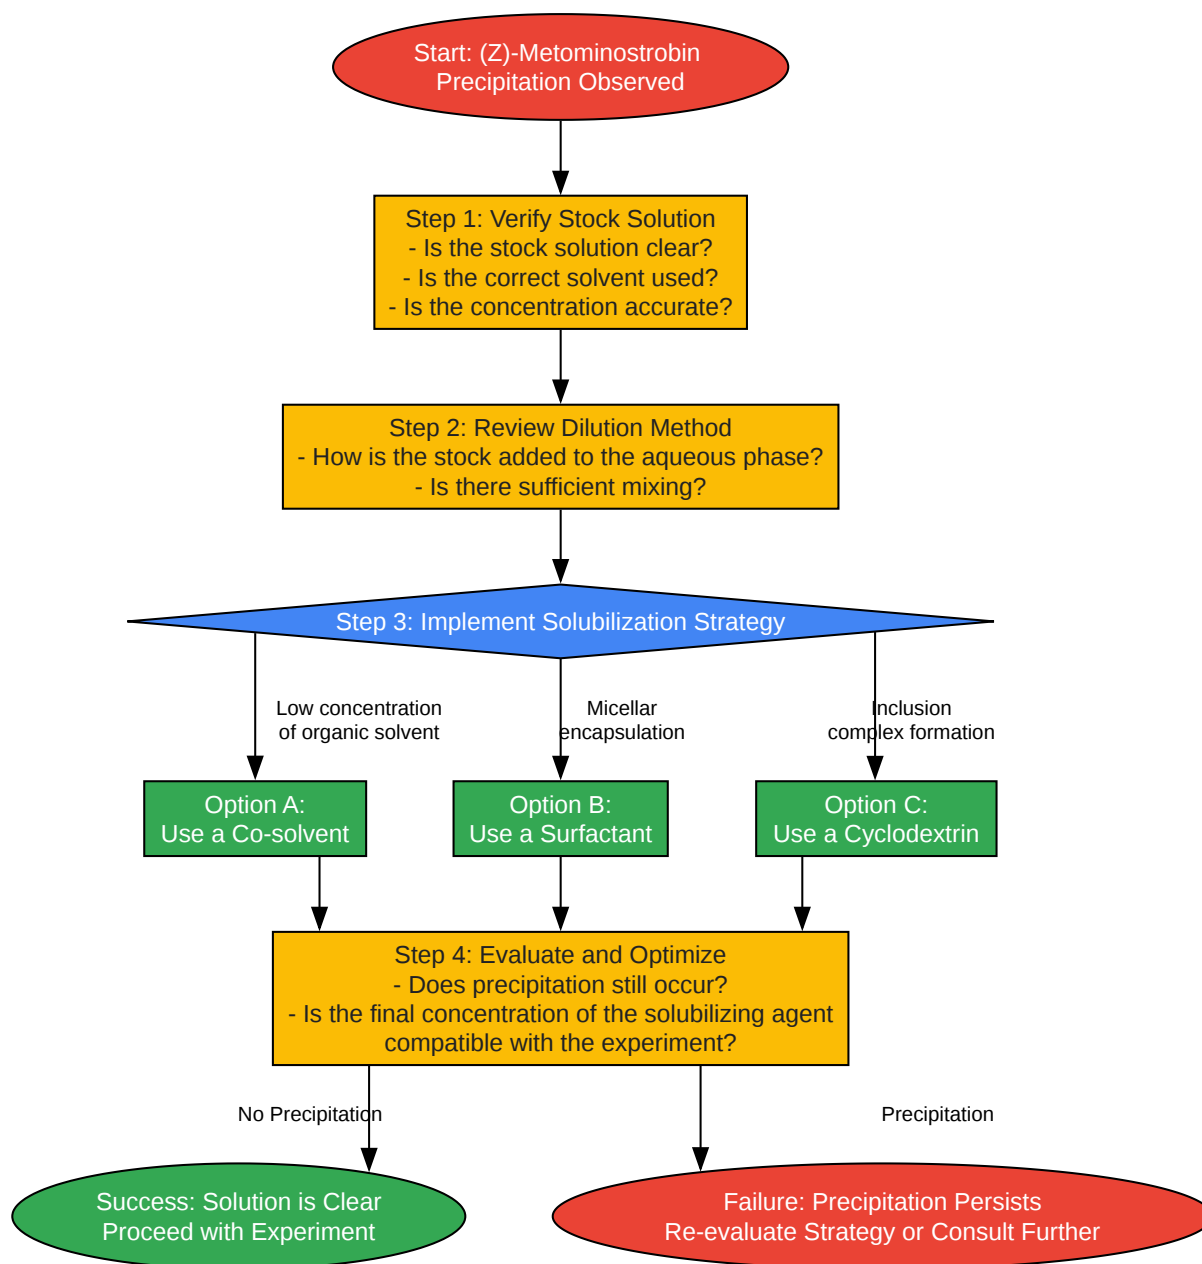 Start: (Z)-Metominostrobin
Precipitation Observed
Step 1: Verify Stock Solution
- Is the stock solution clear?
- Is the correct solvent used?
- Is the concentration accurate?
Step 2: Review Dilution Method
- How is the stock added to the aqueous phase?
- Is there sufficient mixing?
Step 3: Implement Solubilization Strategy
Low concentration
of organic solvent
Micellar
encapsulation
Inclusion
complex formation
Option A:
Use a Co-solvent
Option B:
Use a Surfactant
Option C:
Use a Cyclodextrin
Step 4: Evaluate and Optimize
- Does precipitation still occur?
- Is the final concentration of the solubilizing agent
compatible with the experiment?
No Precipitation
Precipitation
Success: Solution is Clear
Proceed with Experiment
Failure: Precipitation Persists
Re-evaluate Strategy or Consult Further